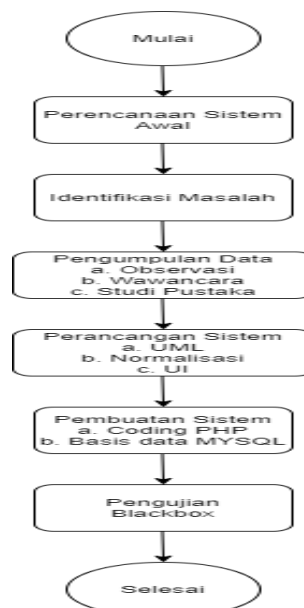 Mulai
Perencanaan Sistem
Awal
Identifikasi Masalah
Pengumpulan Data
a. Observasi
b. Wawancara
c. Studi Pustaka
Perancangan Sistem
a. UML
b. Normalisasi
c. UI
Pembuatan Sistem
a. Coding PHP
b. Basis data MYSQL
Pengujian
Blackbox
Selesai